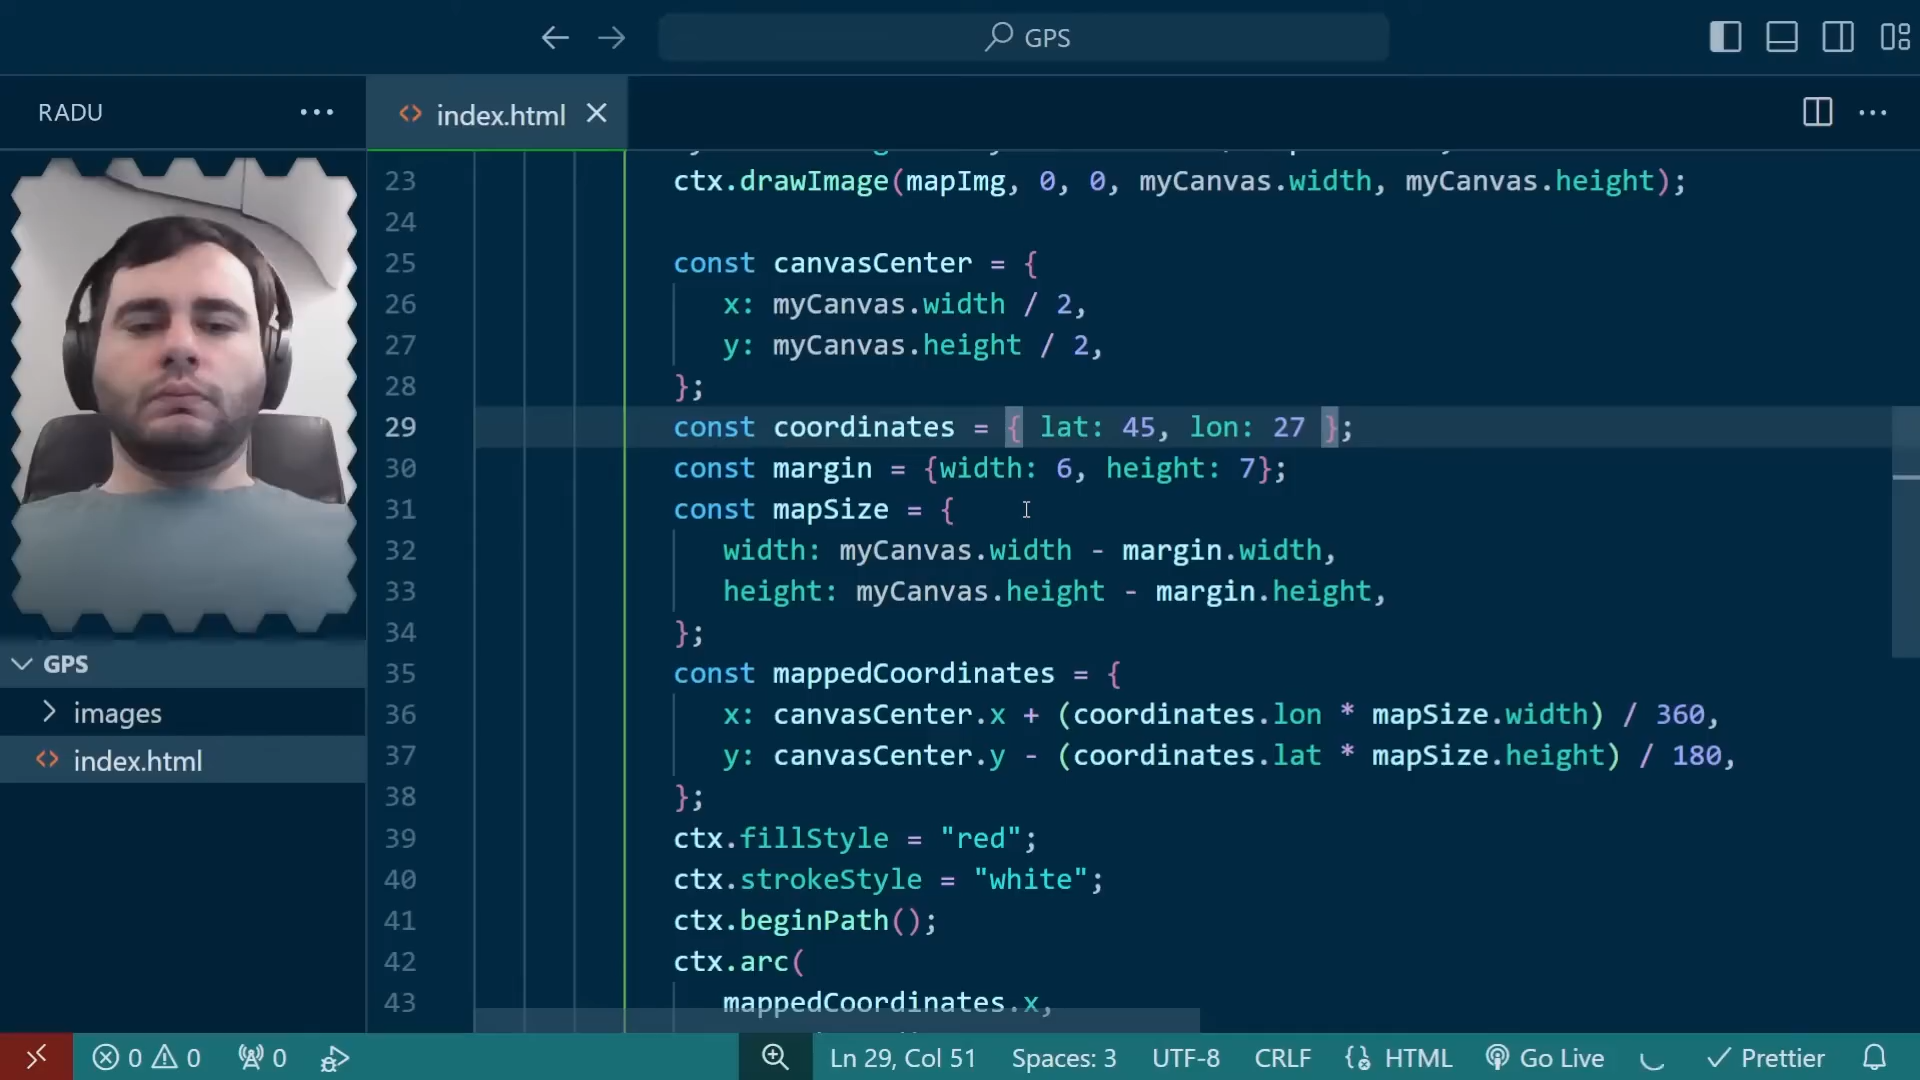 GPS
RADU
index.html
GPS
images
index.html
23 ctx.drawImage(mapImg, 0, 0, myCanvas.width, myCanvas.height);
24
25 const canvasCenter = {
26 x: myCanvas.width / 2,
27 y: myCanvas.height / 2,
28 };
29 const coordinates = { lat: 45, lon: 27 };
30 const margin = {width: 6, height: 7};
31 const mapSize = {
32 width: myCanvas.width - margin.width,
33 height: myCanvas.height - margin.height,
34 };
35 const mappedCoordinates = {
36 x: canvasCenter.x + (coordinates.lon * mapSize.width) / 360,
37 y: canvasCenter.y - (coordinates.lat * mapSize.height) / 180,
38 };
39 ctx.fillStyle = "red";
40 ctx.strokeStyle = "white";
41 ctx.beginPath();
42 ctx.arc(
43 mappedCoordinates.x,
0 0 0 Ln 29, Col 51 Spaces: 3 UTF-8 CRLF HTML Go Live Prettier